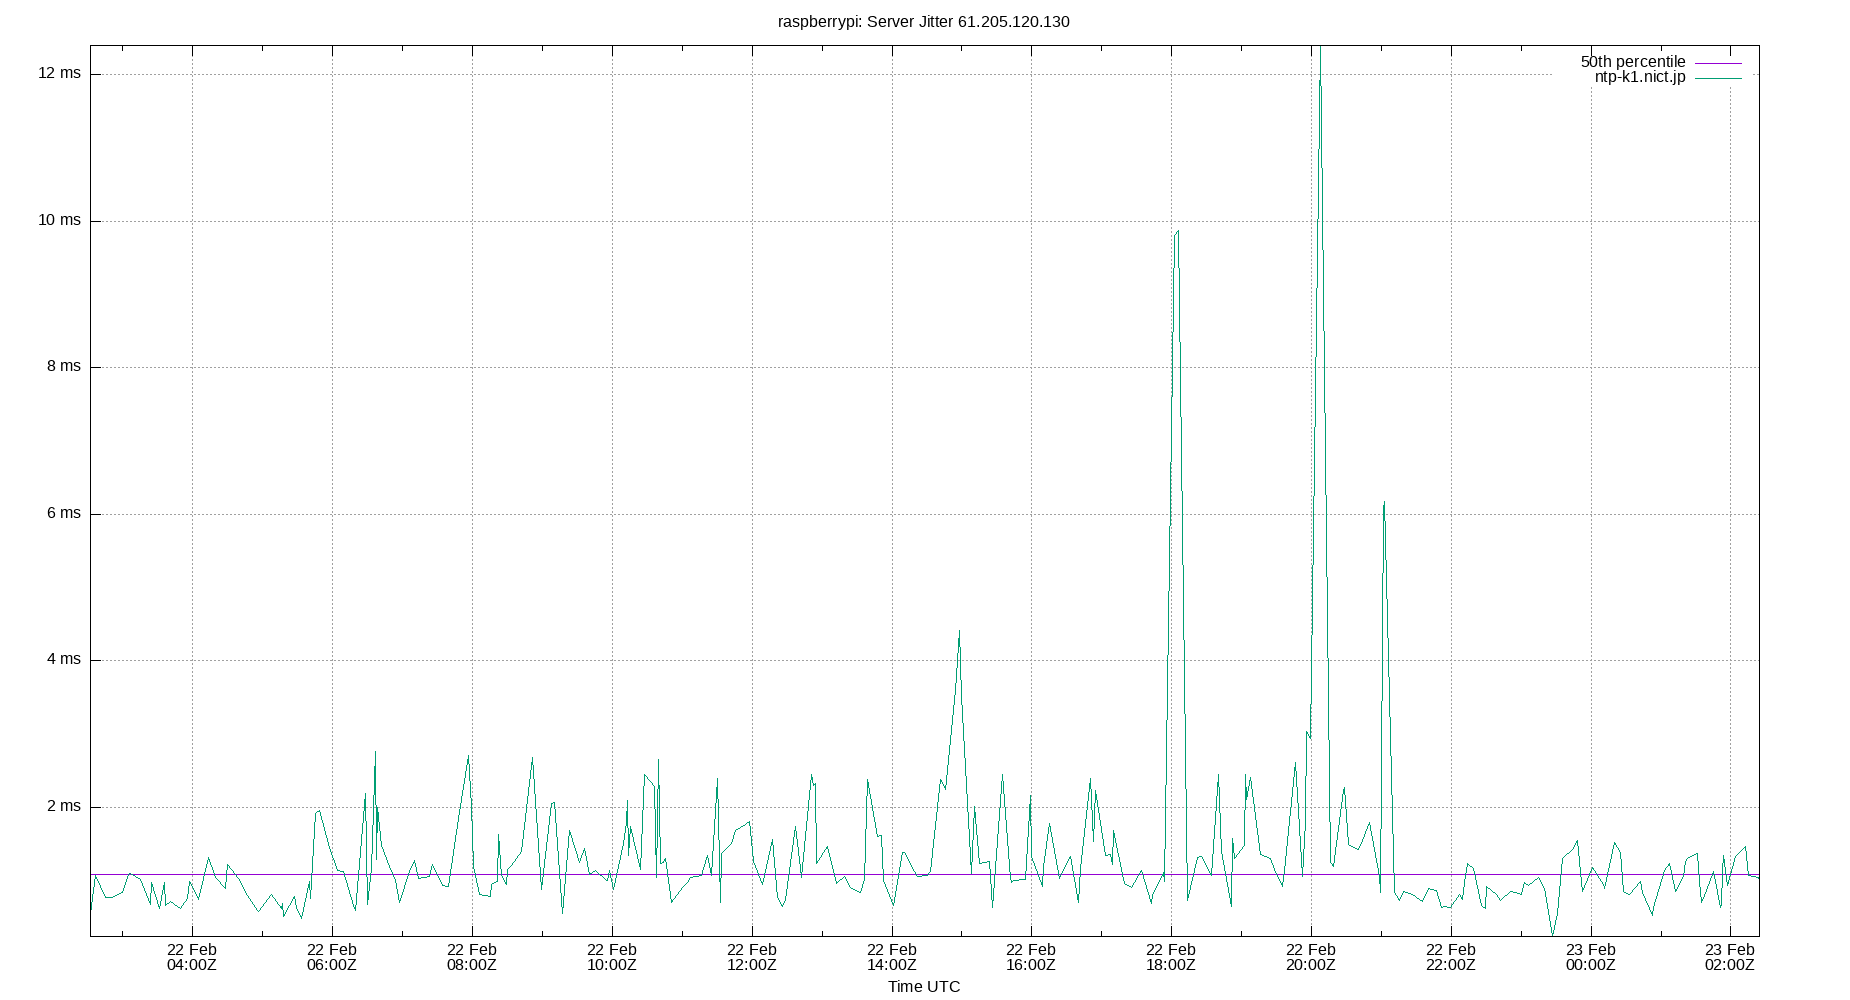 raspberrypi: Server Jitter 61.205.120.130
50th percentile
ntp-k1.nict.jp
12 ms
10 ms
8 ms
6 ms
4 ms
2 ms
22 Feb 22 Feb 22 Feb 22 Feb 22 Feb 22 Feb 22 Feb 22 Feb 22 Feb 22 Feb 23 Feb 23 Feb
04:00Z 06:00Z 08:00Z 10:00Z 12:00Z 14:00Z 16:00Z 18:00Z 20:00Z 22:00Z 00:00Z 02:00Z
Time UTC